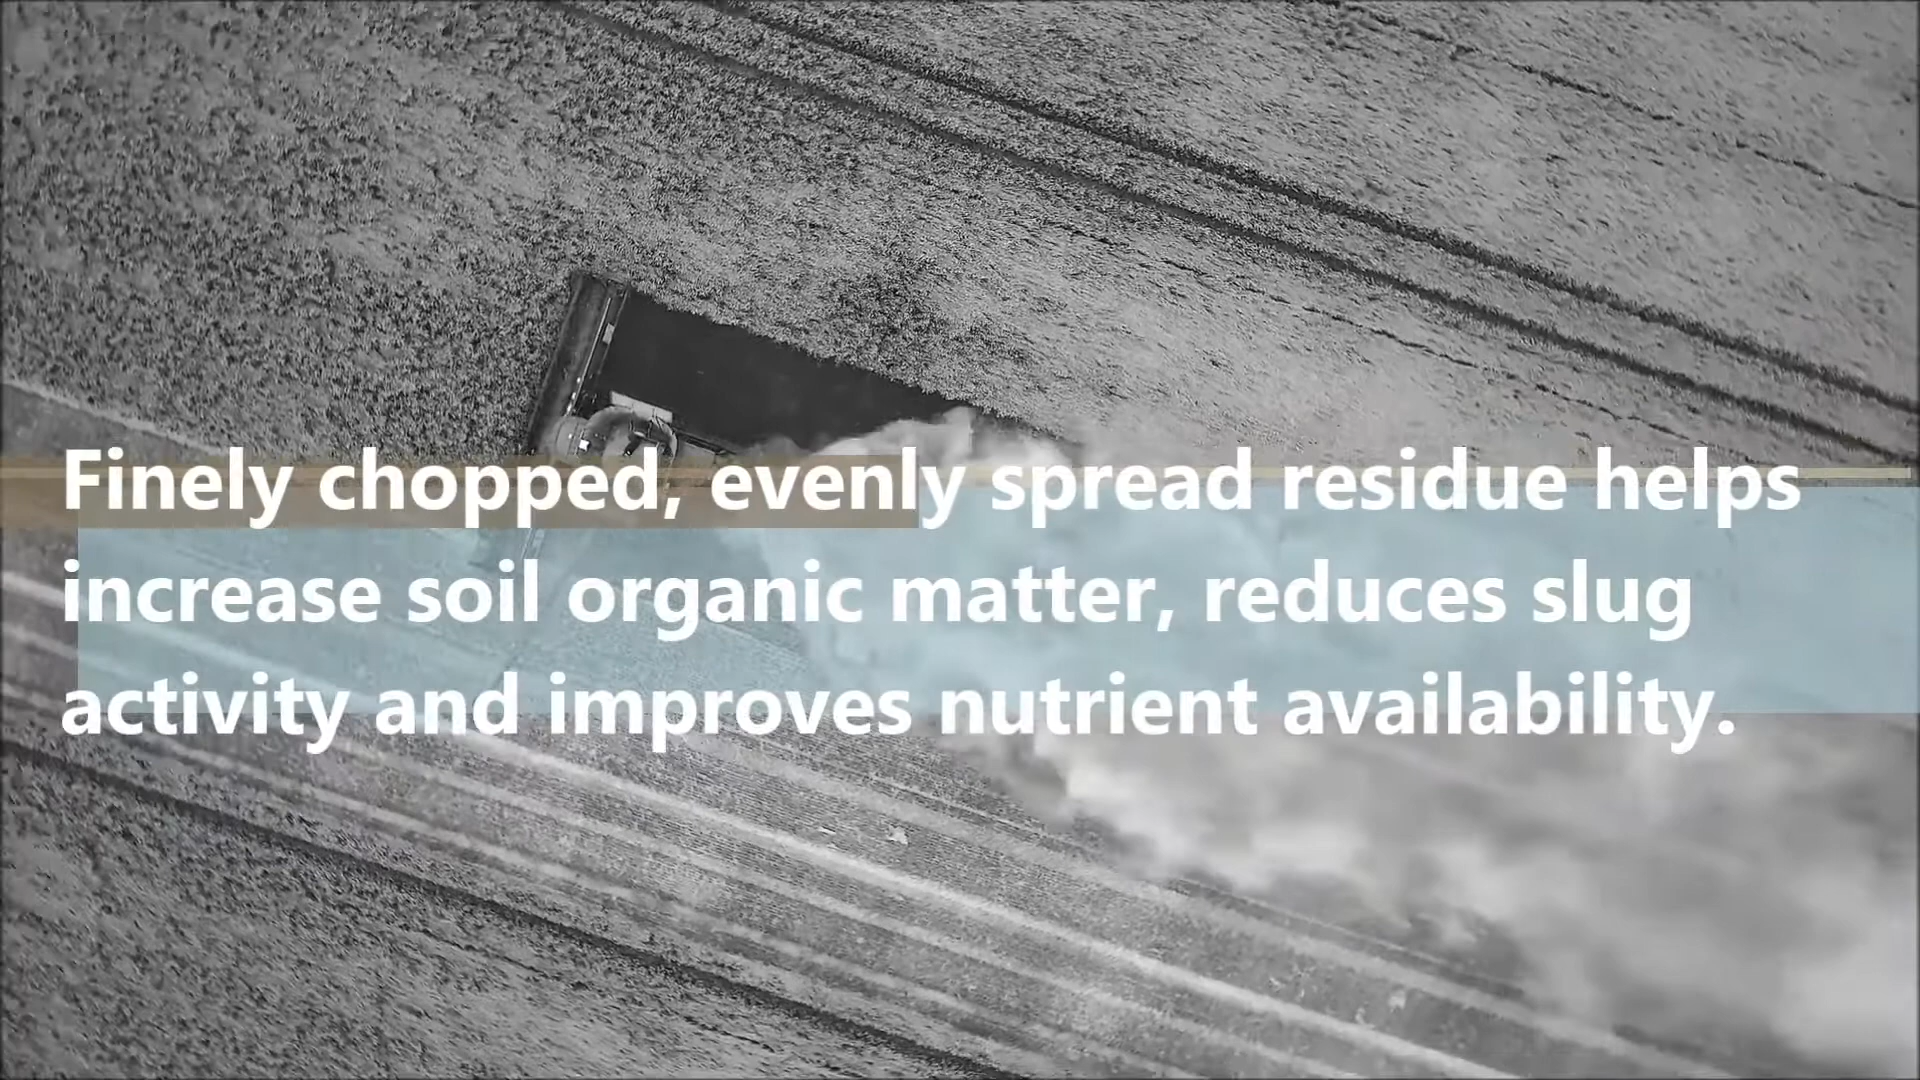 Finely chopped, evenly spread residue helps
increase soil organic matter, reduces slug
activity and improves nutrient availability.